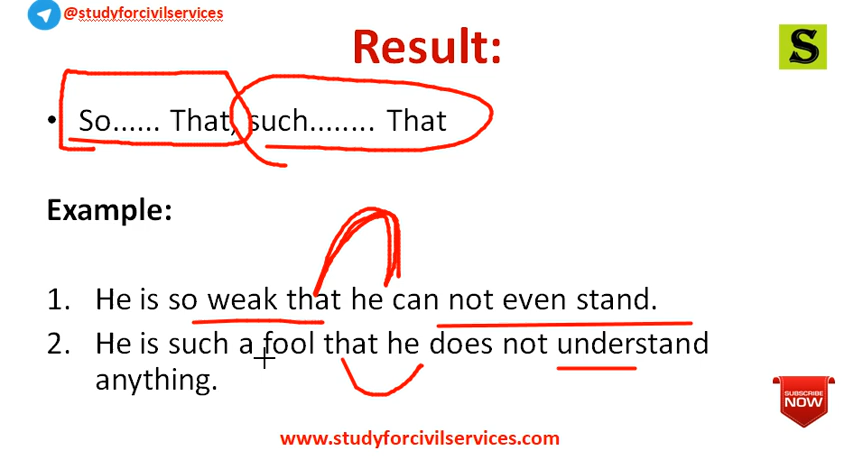 @studyforcivilservices
Result:
S
• So...... That, such........ That
Example:
1. He is so weak that he can not even stand.
2. He is such a fool that he does not understand
anything.
SUBSCRIBE
NOW
www.studyforcivilservices.com